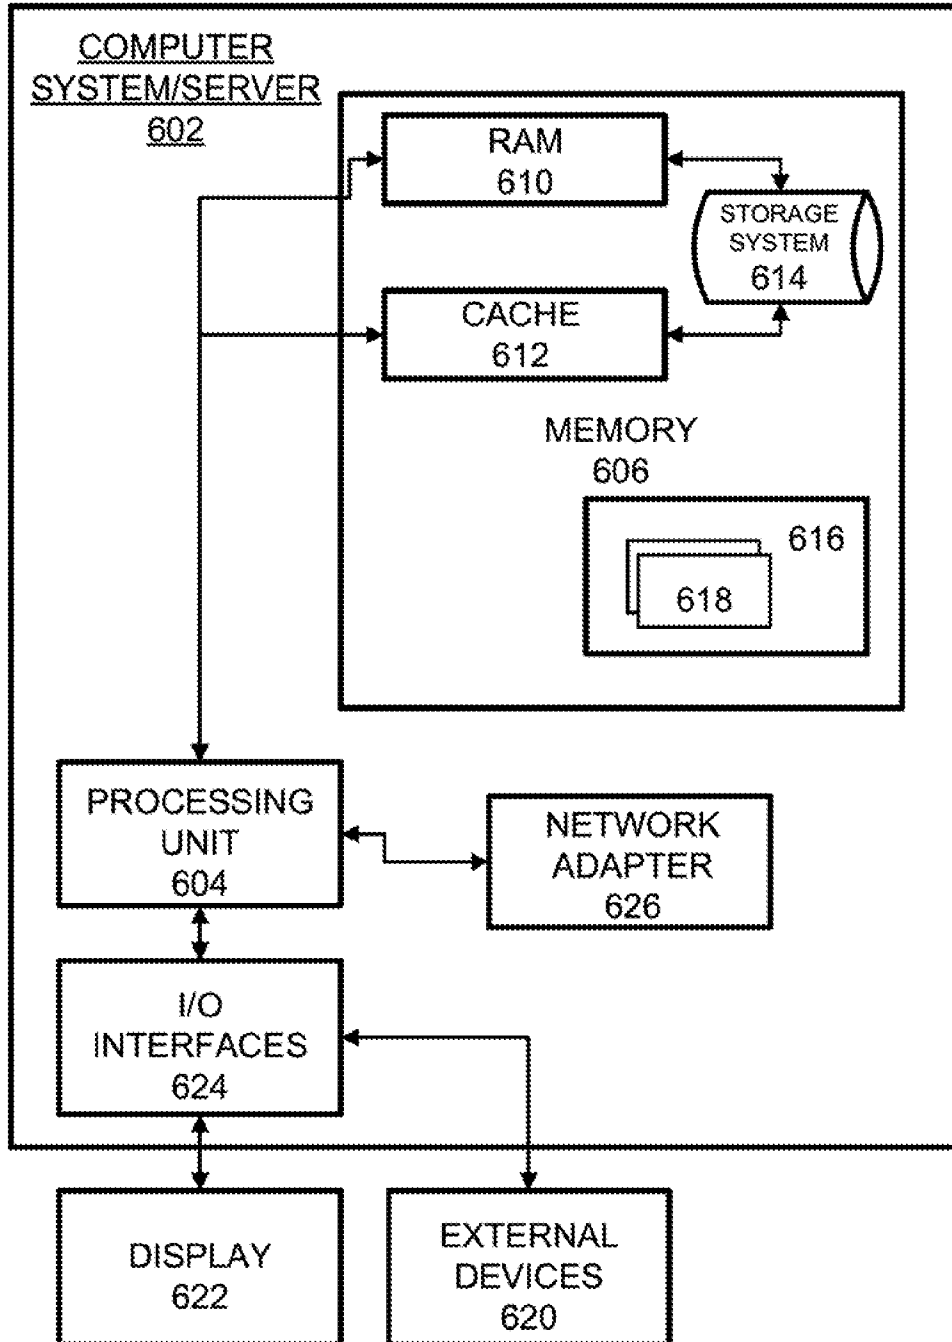 COMPUTER
SYSTEM/SERVER
602
RAM
610
STORAGE
SYSTEM
614
CACHE
612
MEMORY
606
616
618
PROCESSING
UNIT
604
NETWORK
ADAPTER
626
I/O
INTERFACES
624
DISPLAY
622
EXTERNAL
DEVICES
620